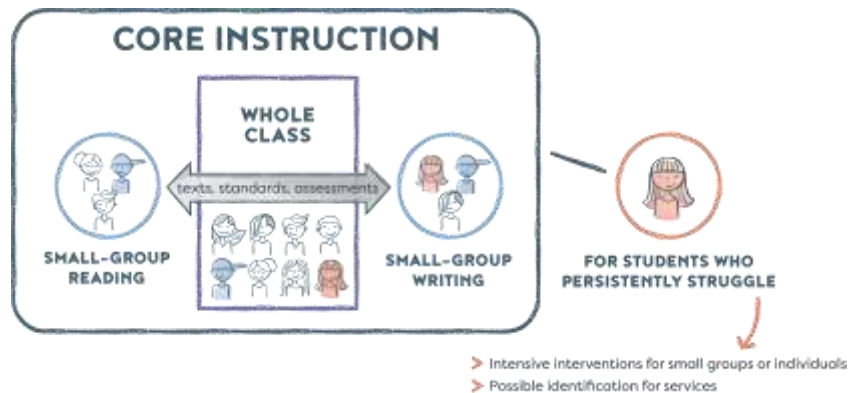 CORE INSTRUCTION
WHOLE
CLASS
texts, standards, assessments
SMALL-GROUP
READING
SMALL-GROUP
WRITING
FOR STUDENTS WHO
PERSISTENTLY STRUGGLE
> Intensive interventions for small groups or individuals
> Possible identification for services